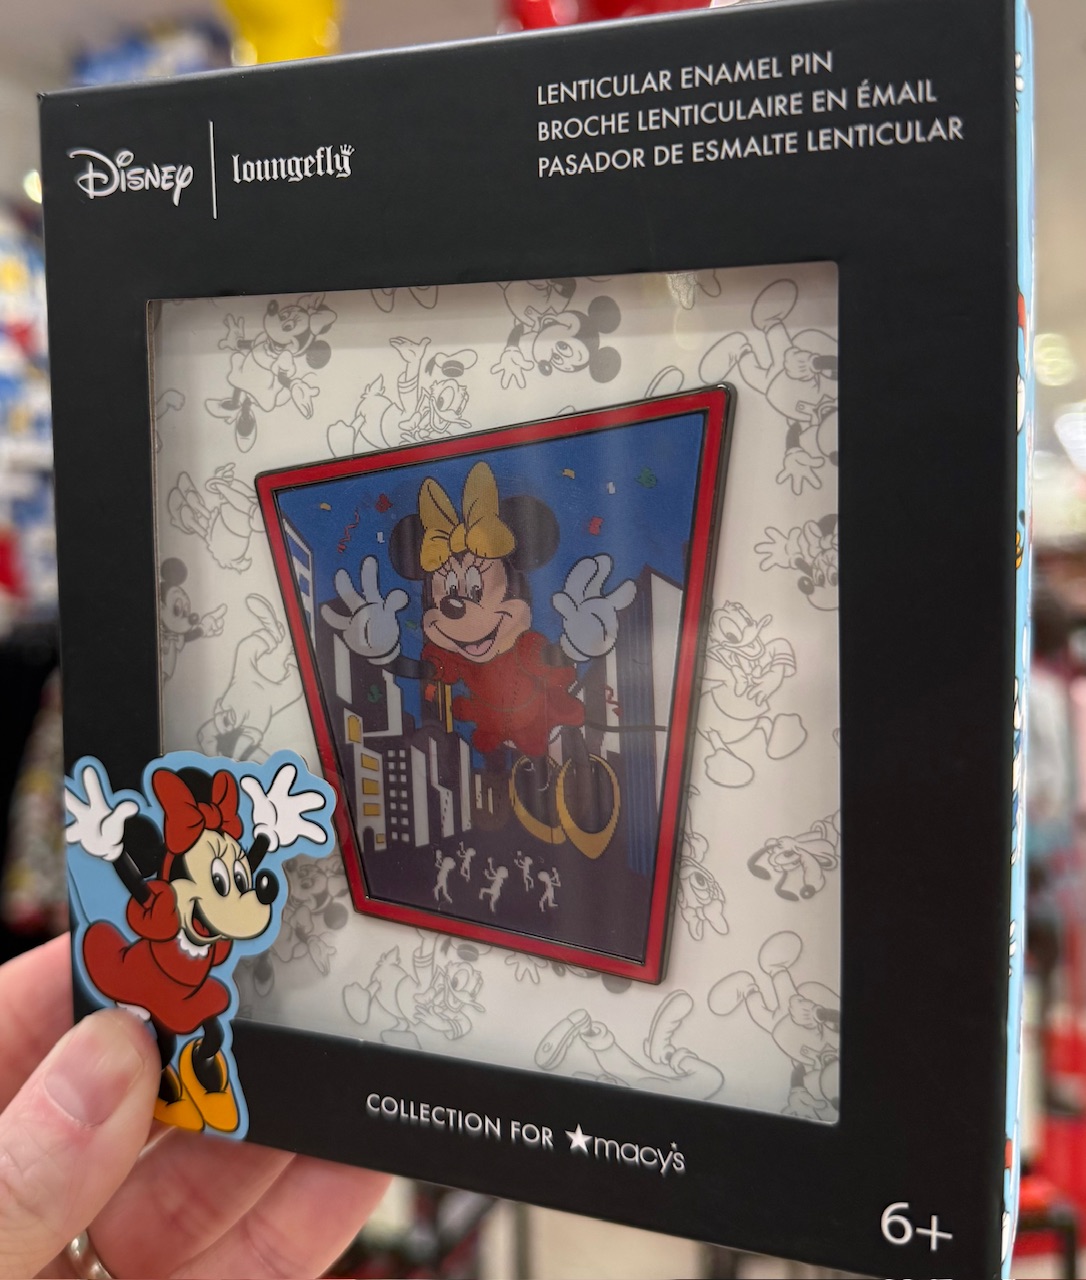 Disney | loungefly
LENTICULAR ENAMEL PIN
BROCHE LENTICULAIRE EN ÉMAIL
PASADOR DE ESMALTE LENTICULAR
COLLECTION FOR ★macy's
6+